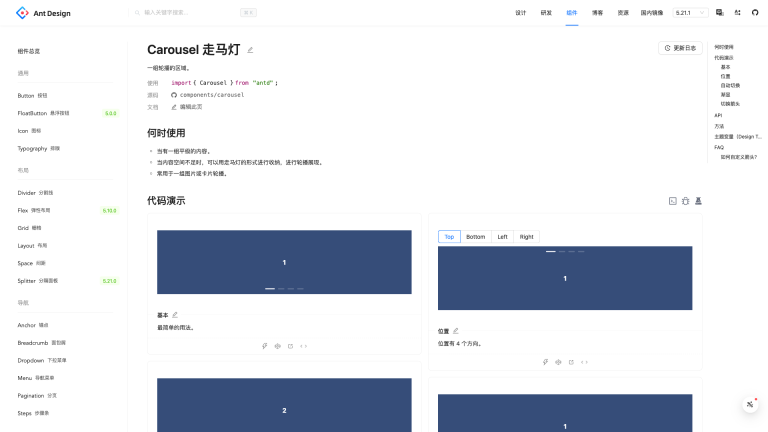 Ant Design
输入关键字搜索...
设计
研发
组件
博客
资源
国内镜像
5.21.1
组件总览
通用
Button 按钮
FloatButton 悬浮按钮 5.0.0
Icon 图标
Typography 排版
布局
Divider 分割线
Flex 弹性布局 5.10.0
Grid 栅格
Layout 布局
Space 间距
Splitter 分隔面板 5.21.0
导航
Anchor 锚点
Breadcrumb 面包屑
Dropdown 下拉菜单
Menu 导航菜单
Pagination 分页
Steps 步骤条
Carousel 走马灯
更新日志
一组轮播的区域。
使用 import { Carousel } from "antd";
源码 components/carousel
文档 编辑此页
何时使用
当有一组平级的内容。
当内容空间不足时，可以用走马灯的形式进行收纳，进行轮播展现。
常用于一组图片或卡片轮播。
代码演示
1
基本
最简单的用法。
2
Top Bottom Left Right
1
位置
位置有 4 个方向。
1
何时使用
代码演示
基本
位置
自动切换
渐显
切换箭头
API
方法
主题变量（Design T...
FAQ
如何自定义箭头？